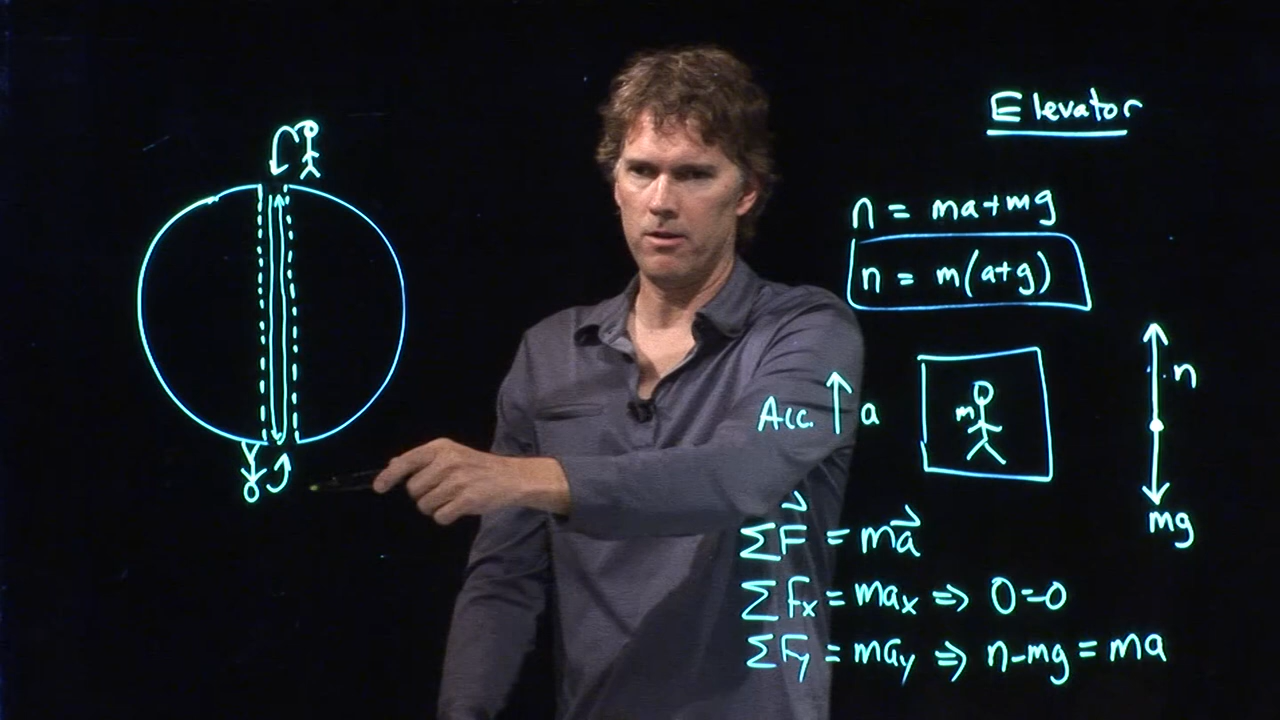 Elevator
n = ma+mg
n = m(a+g)
n
Acc. ↑ a
m
mg
ΣF⃗ = ma⃗
ΣFx = max ⇒ 0=0
ΣFy = may ⇒ n-mg = ma